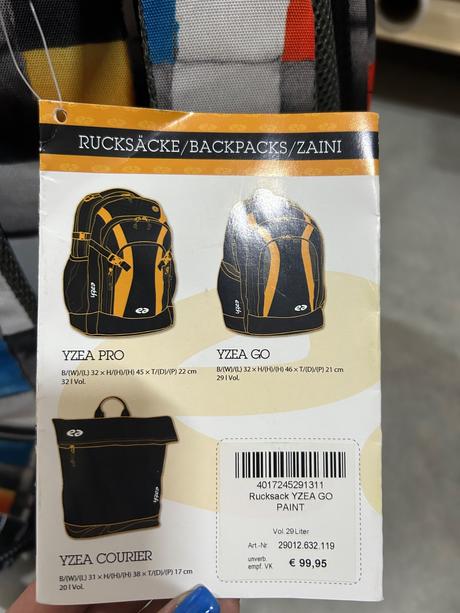 RUCKSÄCKE/BACKPACKS/ZAINI
YZEA PRO
B/(W)/(L) 32 × H/(H)/(H) 45 × T/(D)/(P) 22 cm
32 l Vol.
YZEA GO
B/(W)/(L) 32 × H/(H)/(H) 46 × T/(D)/(P) 21 cm
29 l Vol.
YZEA COURIER
B/(W)/(L) 31 × H/(H)/(H) 38 × T/(D)/(P) 17 cm
20 l Vol.
4017245291311
Rucksack YZEA GO
PAINT
Vol. 29 Liter
Art.-Nr. 29012.632.119
unverb.
empf. VK € 99,95